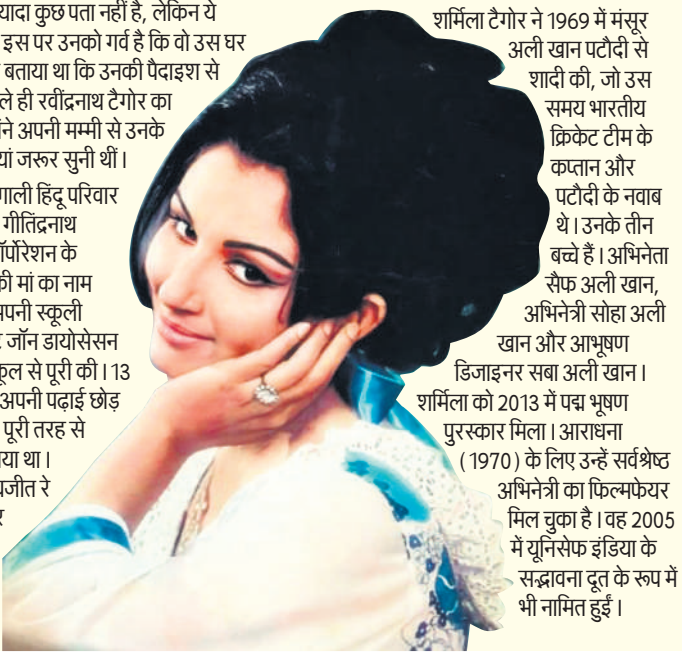 यादा कुछ पता नहीं है, लेकिन ये
इस पर उनको गर्व है कि वो उस घर
बताया था कि उनकी पैदाइश से
ले ही रवींद्रनाथ टैगोर का
ने अपनी मम्मी से उनके
यां जरूर सुनी थीं।
गाली हिंदू परिवार
गीतिंद्रनाथ
ॉर्पोरेशन के
की मां का नाम
अपनी स्कूली
जॉन डायोसेसन
कूल से पूरी की। 13
अपनी पढ़ाई छोड़
पूरी तरह से
या था।
यजीत रे
र
शर्मिला टैगोर ने 1969 में मंसूर
अली खान पटौदी से
शादी की, जो उस
समय भारतीय
क्रिकेट टीम के
कप्तान और
पटौदी के नवाब
थे। उनके तीन
बच्चे हैं। अभिनेता
सैफ अली खान,
अभिनेत्री सोहा अली
खान और आभूषण
डिजाइनर सबा अली खान।
शर्मिला को 2013 में पद्म भूषण
पुरस्कार मिला। आराधना
(1970) के लिए उन्हें सर्वश्रेष्ठ
अभिनेत्री का फिल्मफेयर
मिल चुका है। वह 2005
में यूनिसेफ इंडिया के
सद्भावना दूत के रूप में
भी नामित हुईं।